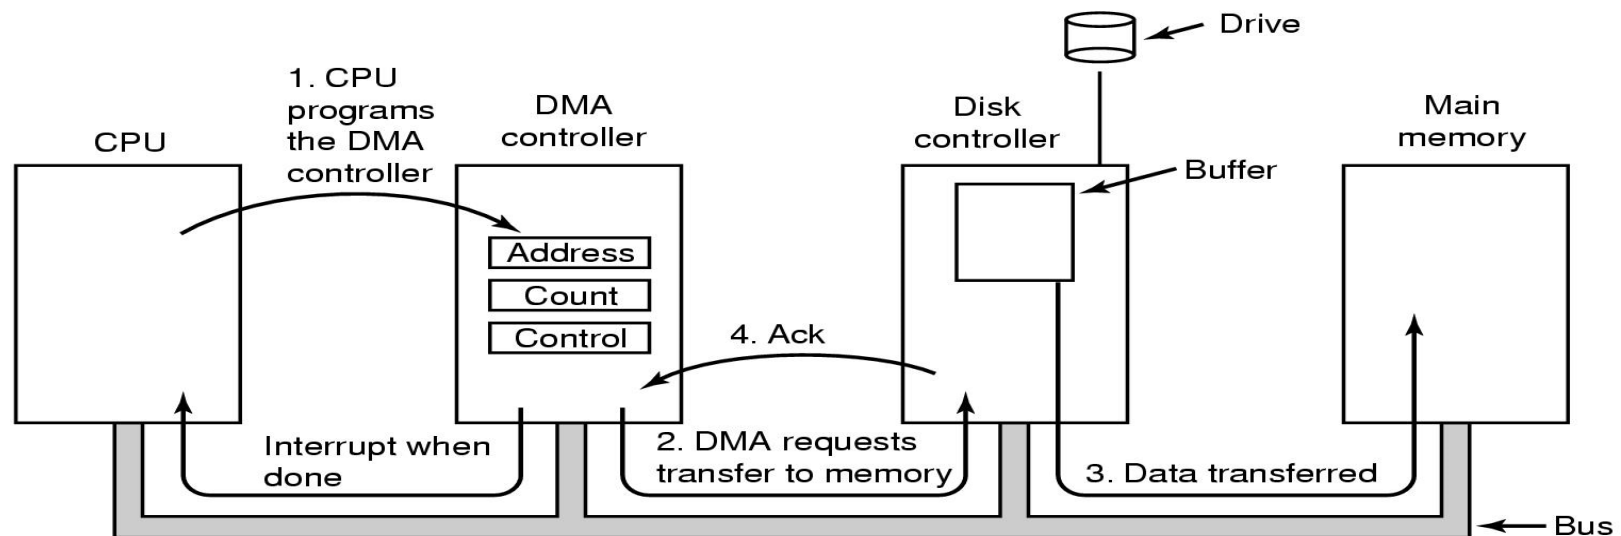 Drive
1. CPU
programs
the DMA
controller
CPU
DMA
controller
Disk
controller
Main
memory
Buffer
Address
Count
Control
4. Ack
Interrupt when
done
2. DMA requests
transfer to memory
3. Data transferred
Bus